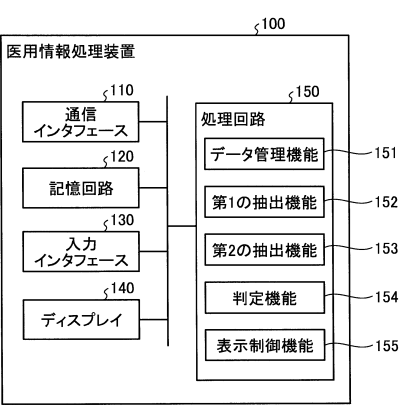 100
医用情報処理装置
110
通信
インタフェース
120
記憶回路
130
入力
インタフェース
140
ディスプレイ
150
処理回路
データ管理機能
151
第1の抽出機能
152
第2の抽出機能
153
判定機能
154
表示制御機能
155